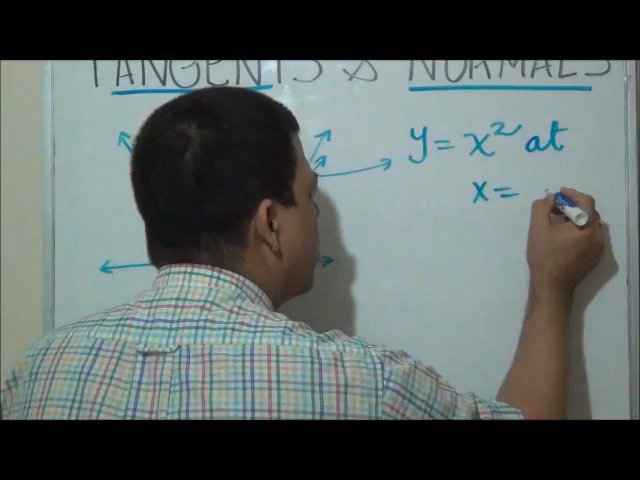 TANGENTS & NORMALS
y = x² at
x =